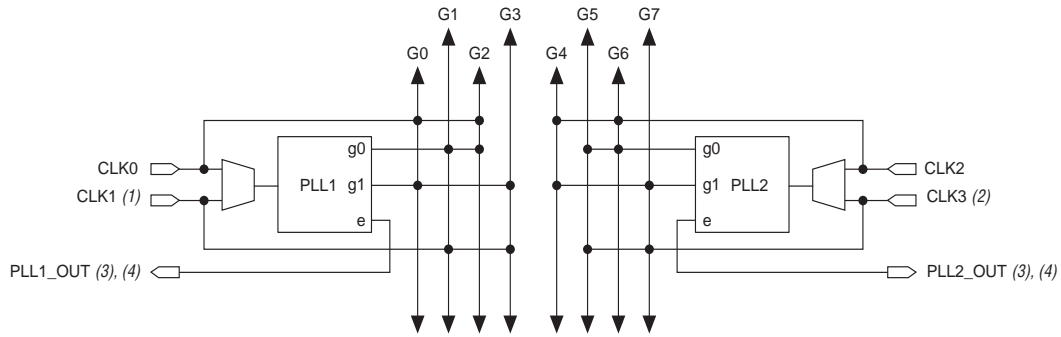 G1 G3 G5 G7
G0 G2 G4 G6
g0 g0
CLK0 CLK2
PLL1 g1 g1 PLL2
CLK1 (1) CLK3 (2)
e e
PLL1_OUT (3), (4) PLL2_OUT (3), (4)